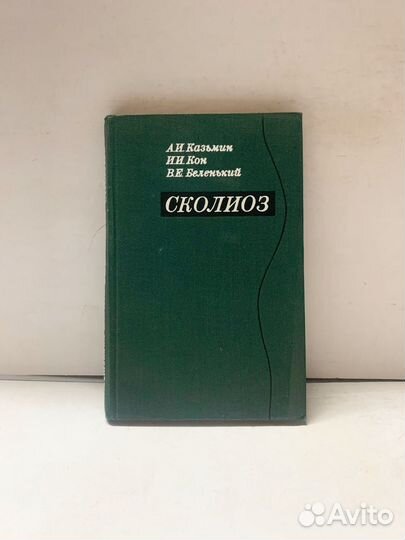 А.И. Казьмин
И.И. Кон
В.Е. Беленький
СКОЛИОЗ
Avito